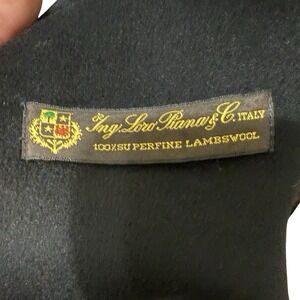 Ing. Loro Piana & C. ITALY
100% SUPERFINE LAMBSWOOL